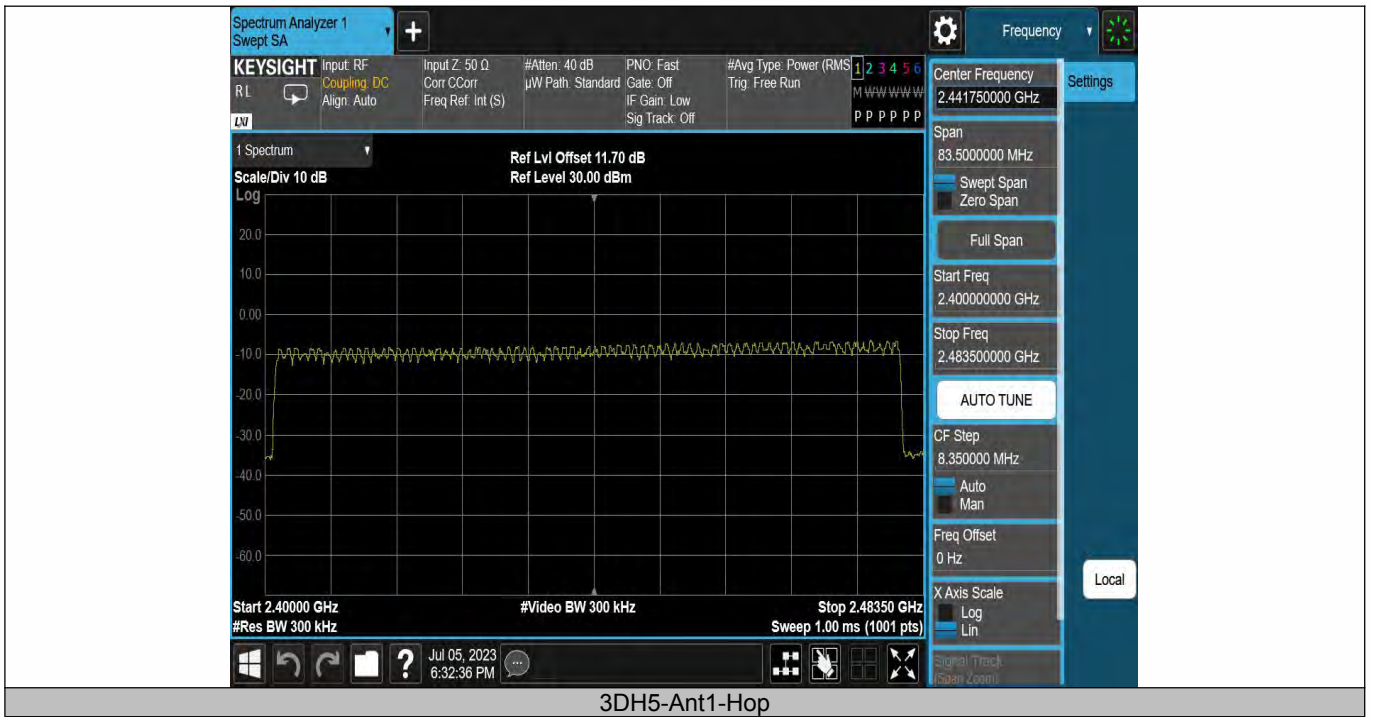 Spectrum Analyzer 1
Swept SA
+
Frequency
KEYSIGHT
RL
LXI
Input: RF
Coupling: DC
Align: Auto
Input Z: 50 Ω
Corr CCorr
Freq Ref: Int (S)
#Atten: 40 dB
µW Path: Standard
PNO: Fast
Gate: Off
IF Gain: Low
Sig Track: Off
#Avg Type: Power (RMS
Trig: Free Run
1 2 3 4 5 6
M W W W W W
P P P P P P
Center Frequency
2.441750000 GHz
Settings
Span
83.5000000 MHz
Swept Span
Zero Span
Full Span
Start Freq
2.400000000 GHz
Stop Freq
2.483500000 GHz
AUTO TUNE
CF Step
8.350000 MHz
Auto
Man
Freq Offset
0 Hz
X Axis Scale
Log
Lin
Signal Track
(Span Zoom)
Local
1 Spectrum
Scale/Div 10 dB
Ref Lvl Offset 11.70 dB
Ref Level 30.00 dBm
Log
20.0
10.0
0.00
-10.0
-20.0
-30.0
-40.0
-50.0
-60.0
Start 2.40000 GHz
#Video BW 300 kHz
Stop 2.48350 GHz
#Res BW 300 kHz
Sweep 1.00 ms (1001 pts)
?
Jul 05, 2023
6:32:36 PM
3DH5-Ant1-Hop